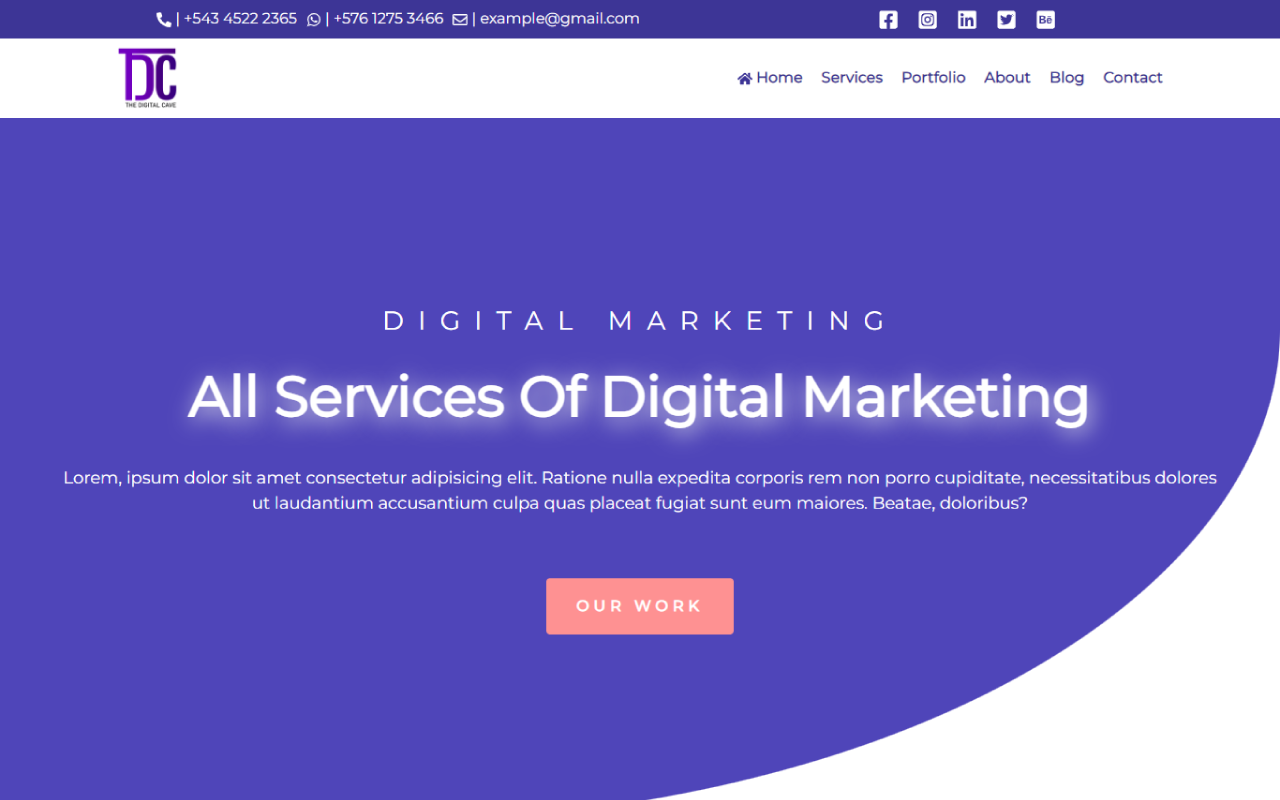 | +543 4522 2365 | +576 1275 3466 | example@gmail.com
DC
THE DIGITAL CAVE
Home Services Portfolio About Blog Contact
DIGITAL MARKETING
All Services Of Digital Marketing
Lorem, ipsum dolor sit amet consectetur adipisicing elit. Ratione nulla expedita corporis rem non porro cupiditate, necessitatibus dolores
ut laudantium accusantium culpa quas placeat fugiat sunt eum maiores. Beatae, doloribus?
OUR WORK